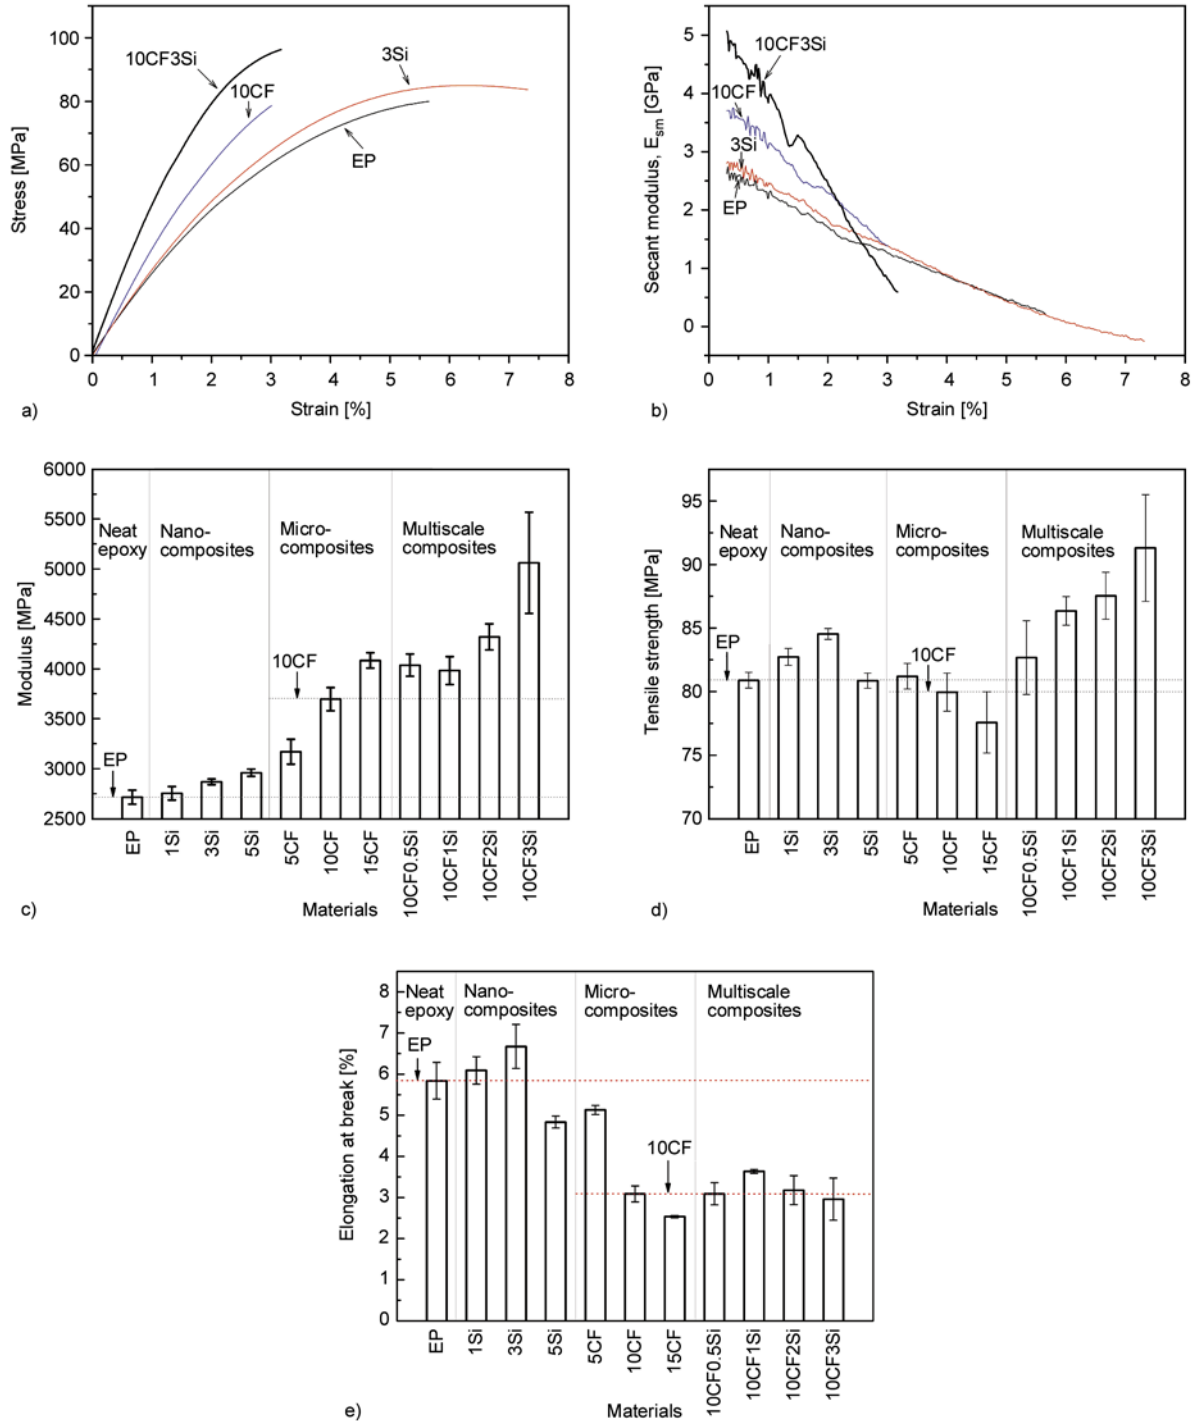 100
80
60
40
20
0
Stress [MPa]
10CF3Si
10CF
3Si
EP
0 1 2 3 4 5 6 7 8
Strain [%]
a)
5
4
3
2
1
0
Secant modulus, Esm [GPa]
10CF3Si
10CF
3Si
EP
0 1 2 3 4 5 6 7 8
Strain [%]
b)
6000
5500
5000
4500
4000
3500
3000
2500
Modulus [MPa]
Neat
epoxy
Nano-
composites
Micro-
composites
Multiscale
composites
10CF
EP
EP 1Si 3Si 5Si 5CF 10CF 15CF 10CF0.5Si 10CF1Si 10CF2Si 10CF3Si
Materials
c)
95
90
85
80
75
70
Tensile strength [MPa]
Neat
epoxy
Nano-
composites
Micro-
composites
Multiscale
composites
EP
10CF
EP 1Si 3Si 5Si 5CF 10CF 15CF 10CF0.5Si 10CF1Si 10CF2Si 10CF3Si
Materials
d)
8
7
6
5
4
3
2
1
0
Elongation at break [%]
Neat
epoxy
Nano-
composites
Micro-
composites
Multiscale
composites
EP
10CF
EP 1Si 3Si 5Si 5CF 10CF 15CF 10CF0.5Si 10CF1Si 10CF2Si 10CF3Si
Materials
e)